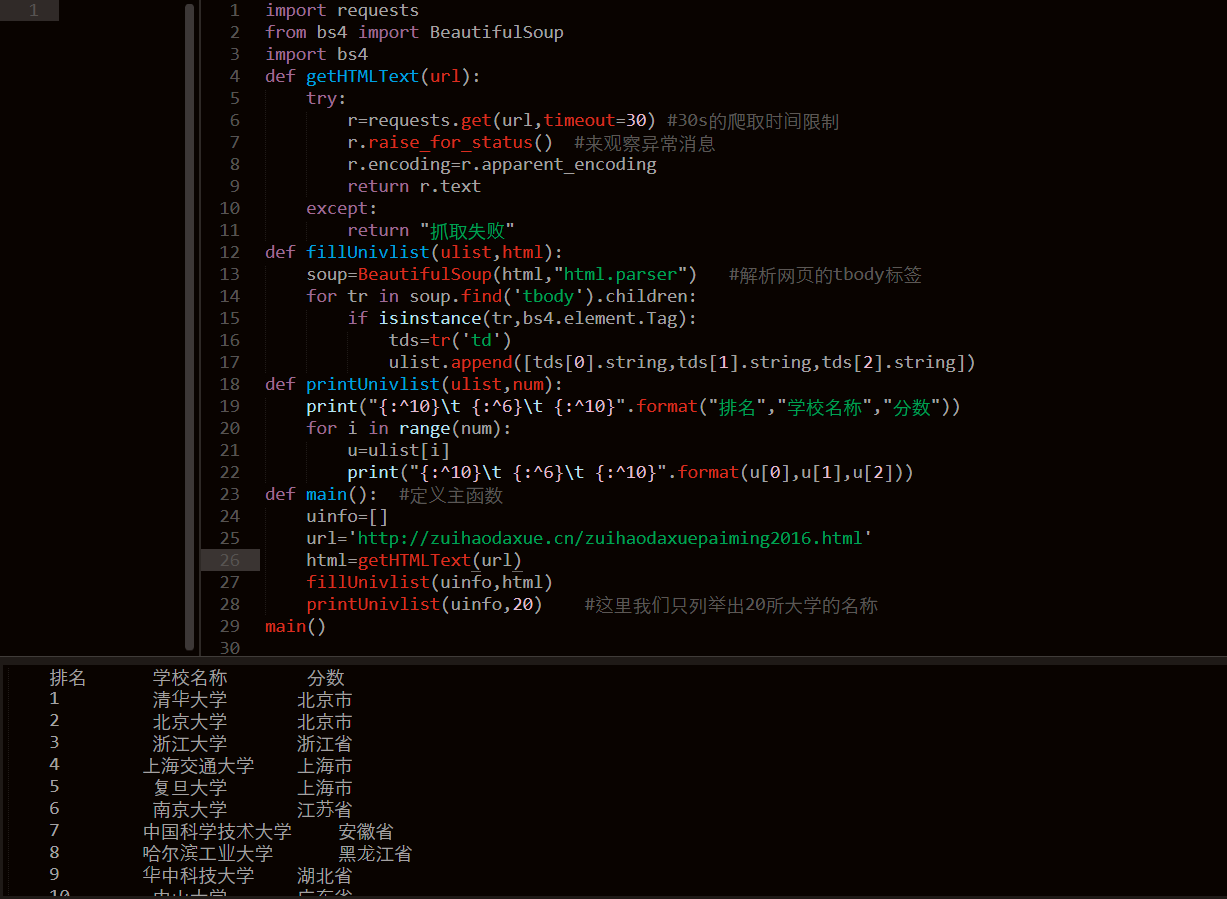 1
1 import requests
2 from bs4 import BeautifulSoup
3 import bs4
4 def getHTMLText(url):
5     try:
6         r=requests.get(url,timeout=30) #30s的爬取时间限制
7         r.raise_for_status()  #来观察异常消息
8         r.encoding=r.apparent_encoding
9         return r.text
10     except:
11         return "抓取失败"
12 def fillUnivlist(ulist,html):
13     soup=BeautifulSoup(html,"html.parser")   #解析网页的tbody标签
14     for tr in soup.find('tbody').children:
15         if isinstance(tr,bs4.element.Tag):
16             tds=tr('td')
17             ulist.append([tds[0].string,tds[1].string,tds[2].string])
18 def printUnivlist(ulist,num):
19     print("{:^10}\t {:^6}\t {:^10}".format("排名","学校名称","分数"))
20     for i in range(num):
21         u=ulist[i]
22         print("{:^10}\t {:^6}\t {:^10}".format(u[0],u[1],u[2]))
23 def main():  #定义主函数
24     uinfo=[]
25     url='http://zuihaodaxue.cn/zuihaodaxuepaiming2016.html'
26     html=getHTMLText(url)
27     fillUnivlist(uinfo,html)
28     printUnivlist(uinfo,20)    #这里我们只列举出20所大学的名称
29 main()
30
排名 学校名称 分数
1 清华大学 北京市
2 北京大学 北京市
3 浙江大学 浙江省
4 上海交通大学 上海市
5 复旦大学 上海市
6 南京大学 江苏省
7 中国科学技术大学 安徽省
8 哈尔滨工业大学 黑龙江省
9 华中科技大学 湖北省
10 中山大学 广东省